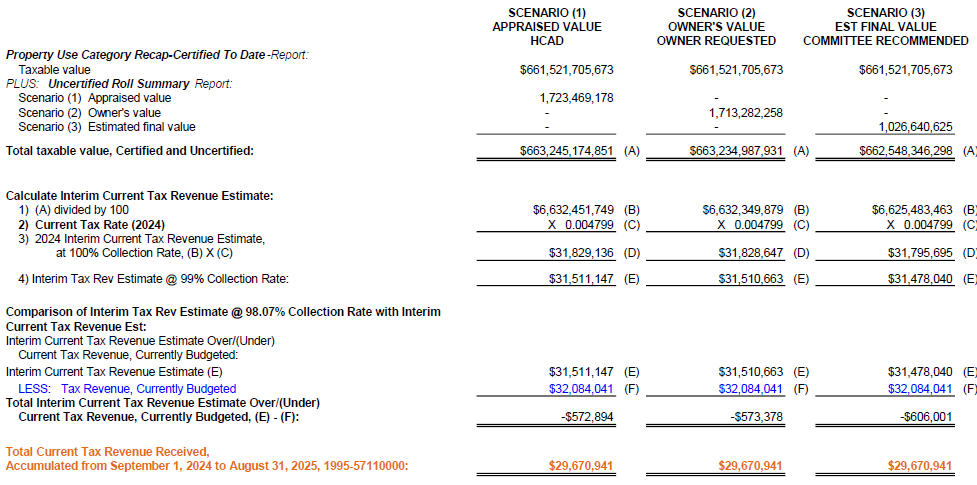 SCENARIO (1) SCENARIO (2) SCENARIO (3)
APPRAISED VALUE OWNER'S VALUE EST FINAL VALUE
HCAD OWNER REQUESTED COMMITTEE RECOMMENDED
Property Use Category Recap-Certified To Date -Report:
Taxable value $661,521,705,673 $661,521,705,673 $661,521,705,673
PLUS: Uncertified Roll Summary Report:
Scenario (1) Appraised value 1,723,469,178 - -
Scenario (2) Owner's value - 1,713,282,258 -
Scenario (3) Estimated final value - - 1,026,640,625
Total taxable value, Certified and Uncertified: $663,245,174,851 (A) $663,234,987,931 (A) $662,548,346,298 (A)
Calculate Interim Current Tax Revenue Estimate:
1) (A) divided by 100 $6,632,451,749 (B) $6,632,349,879 (B) $6,625,483,463 (B)
2) Current Tax Rate (2024) X 0.004799 (C) X 0.004799 (C) X 0.004799 (C)
3) 2024 Interim Current Tax Revenue Estimate,
at 100% Collection Rate, (B) X (C) $31,829,136 (D) $31,828,647 (D) $31,795,695 (D)
4) Interim Tax Rev Estimate @ 99% Collection Rate: $31,511,147 (E) $31,510,663 (E) $31,478,040 (E)
Comparison of Interim Tax Rev Estimate @ 98.07% Collection Rate with Interim
Current Tax Revenue Est:
Interim Current Tax Revenue Estimate Over/(Under)
Current Tax Revenue, Currently Budgeted:
Interim Current Tax Revenue Estimate (E) $31,511,147 (E) $31,510,663 (E) $31,478,040 (E)
LESS: Tax Revenue, Currently Budgeted $32,084,041 (F) $32,084,041 (F) $32,084,041 (F)
Total Interim Current Tax Revenue Estimate Over/(Under)
Current Tax Revenue, Currently Budgeted, (E) - (F): -$572,894 -$573,378 -$606,001
Total Current Tax Revenue Received,
Accumulated from September 1, 2024 to August 31, 2025, 1995-57110000: $29,670,941 $29,670,941 $29,670,941